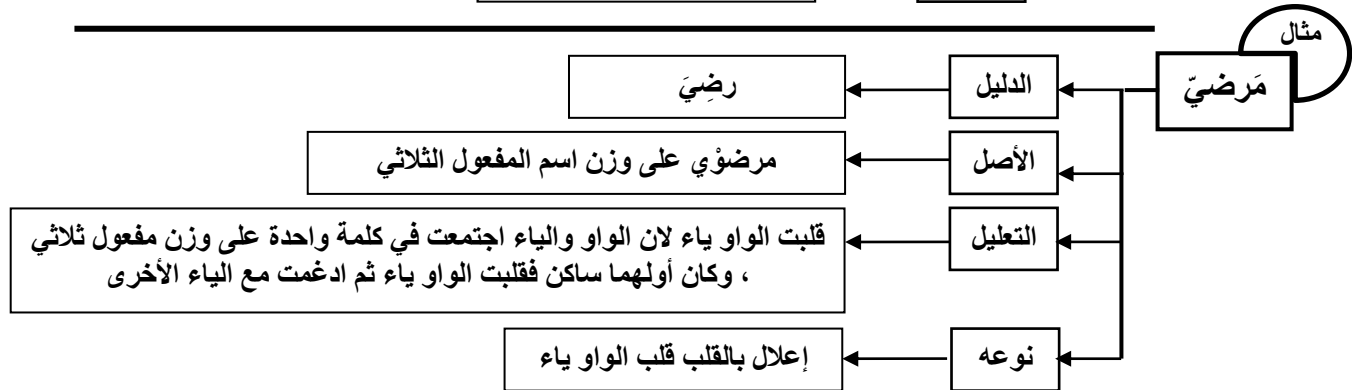 مثال
مَرضيّ
الدليل
رضِيَ
الأصل
مرضوْي على وزن اسم المفعول الثلاثي
التعليل
قلبت الواو ياء لان الواو والياء اجتمعت في كلمة واحدة على وزن مفعول ثلاثي
، وكان أولهما ساكن فقلبت الواو ياء ثم ادغمت مع الياء الأخرى
نوعه
إعلال بالقلب قلب الواو ياء